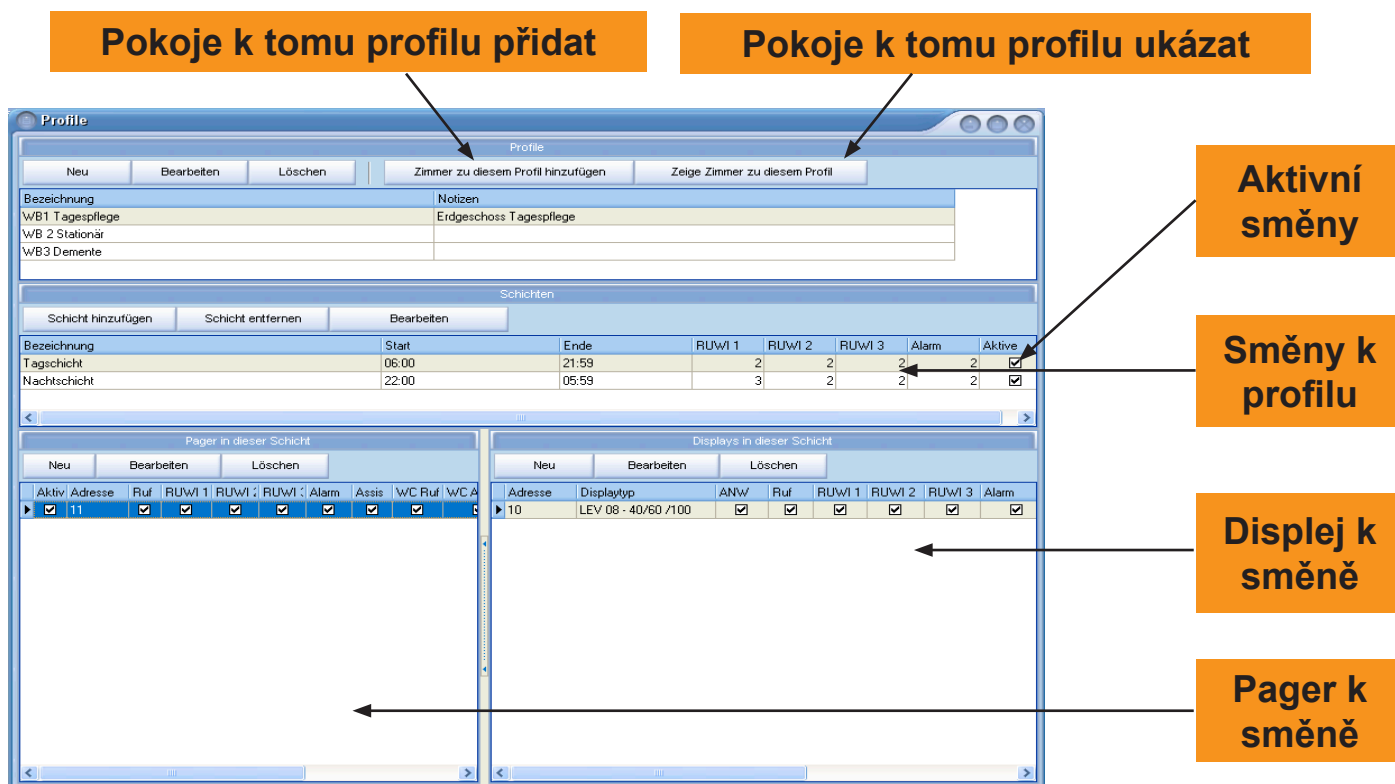 Pokoje k tomu profilu přidat
Pokoje k tomu profilu ukázat
Profile
Profile
Neu Bearbeiten Löschen Zimmer zu diesem Profil hinzufügen Zeige Zimmer zu diesem Profil
Bezeichnung Notizen
WB1 Tagespflege Erdgeschoss Tagespflege
WB 2 Stationär
WB3 Demente
Schichten
Schicht hinzufügen Schicht entfernen Bearbeiten
Bezeichnung Start Ende RUWI 1 RUWI 2 RUWI 3 Alarm Aktive
Tagschicht 06:00 21:59 2 2 2 2
Nachtschicht 22:00 05:59 3 2 2 2
Pager in dieser Schicht
Neu Bearbeiten Löschen
Aktiv Adresse Ruf RUWI 1 RUWI 2 RUWI : Alarm Assis WC Ruf WC A
11
Displays in dieser Schicht
Neu Bearbeiten Löschen
Adresse Displaytyp ANW Ruf RUWI 1 RUWI 2 RUWI 3 Alarm
10 LEV 08 - 40/60 /100
Aktivní
směny
Směny k
profilu
Displej k
směně
Pager k
směně